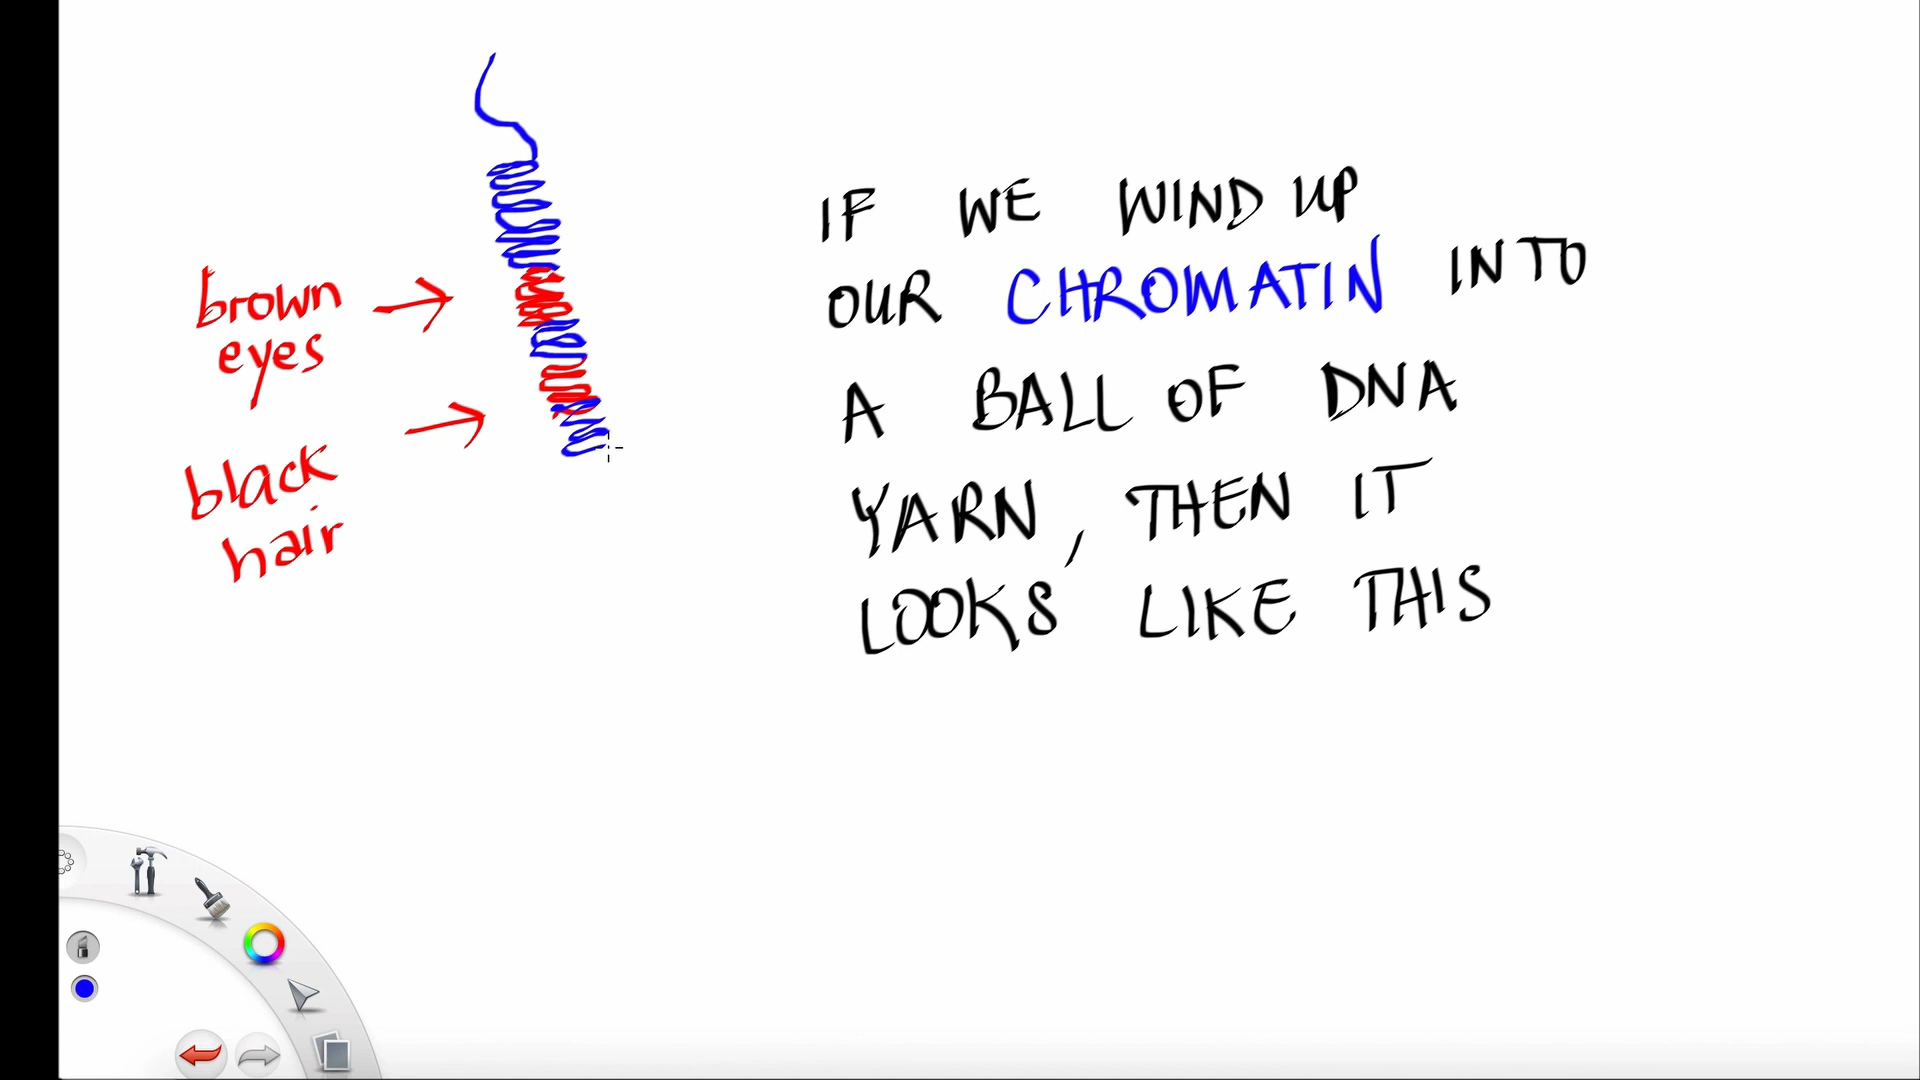 brown
eyes
black
hair
IF WE WIND UP
OUR CHROMATIN INTO
A BALL OF DNA
YARN, THEN IT
LOOKS LIKE THIS